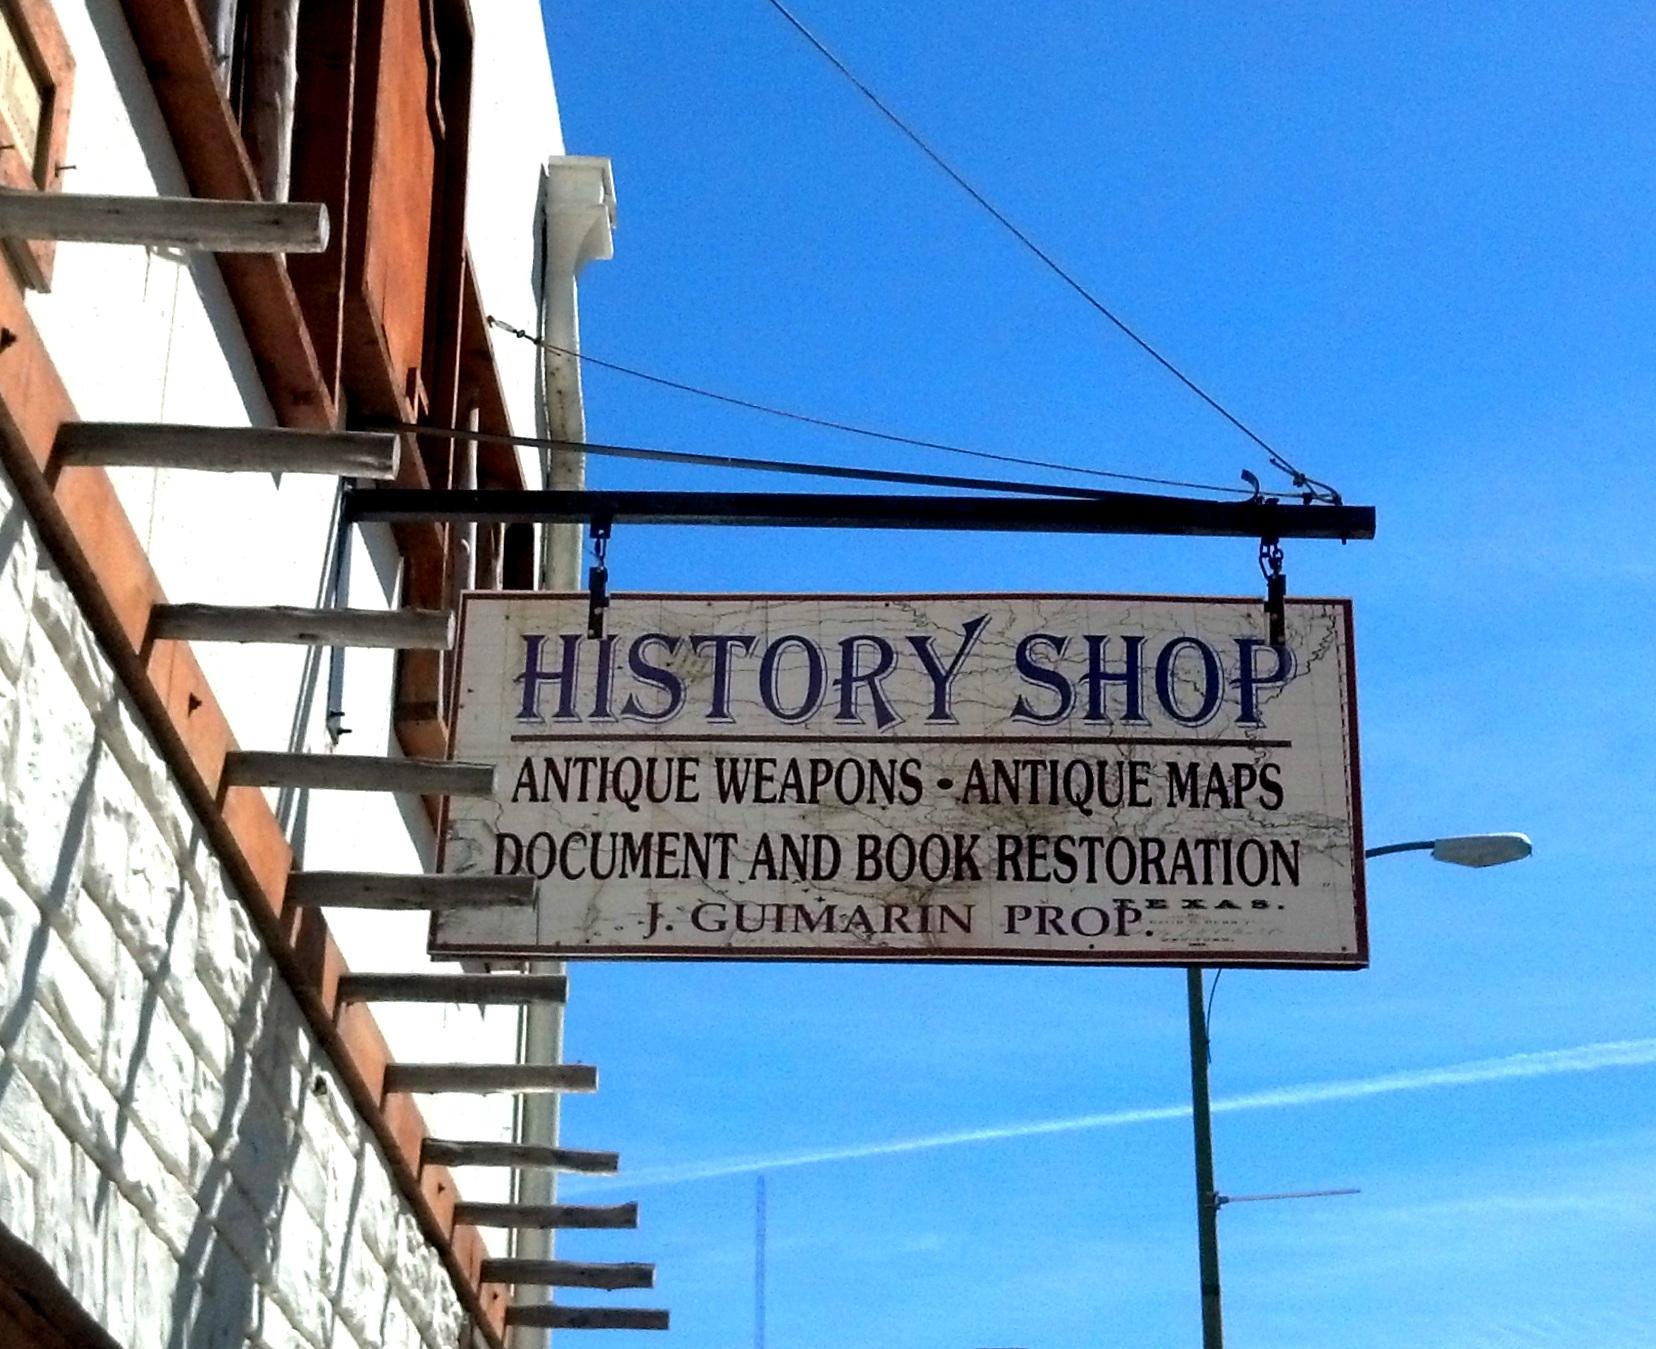 HISTORY SHOP
ANTIQUE WEAPONS • ANTIQUE MAPS
DOCUMENT AND BOOK RESTORATION
TEXAS.
J. GUIMARIN PROP.